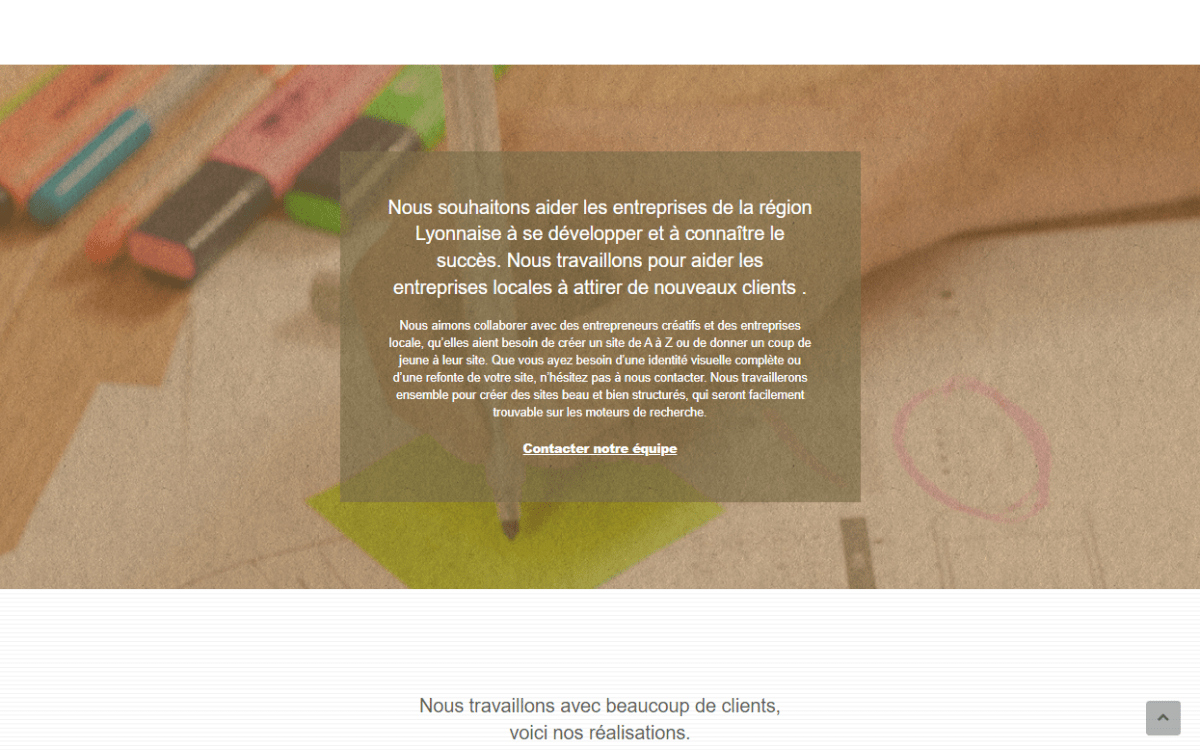 Nous souhaitons aider les entreprises de la région
Lyonnaise à se développer et à connaître le
succès. Nous travaillons pour aider les
entreprises locales à attirer de nouveaux clients .
Nous aimons collaborer avec des entrepreneurs créatifs et des entreprises
locale, qu'elles aient besoin de créer un site de A à Z ou de donner un coup de
jeune à leur site. Que vous ayez besoin d'une identité visuelle complète ou
d'une refonte de votre site, n'hésitez pas à nous contacter. Nous travaillerons
ensemble pour créer des sites beau et bien structurés, qui seront facilement
trouvable sur les moteurs de recherche.
Contacter notre équipe
Nous travaillons avec beaucoup de clients,
voici nos réalisations.